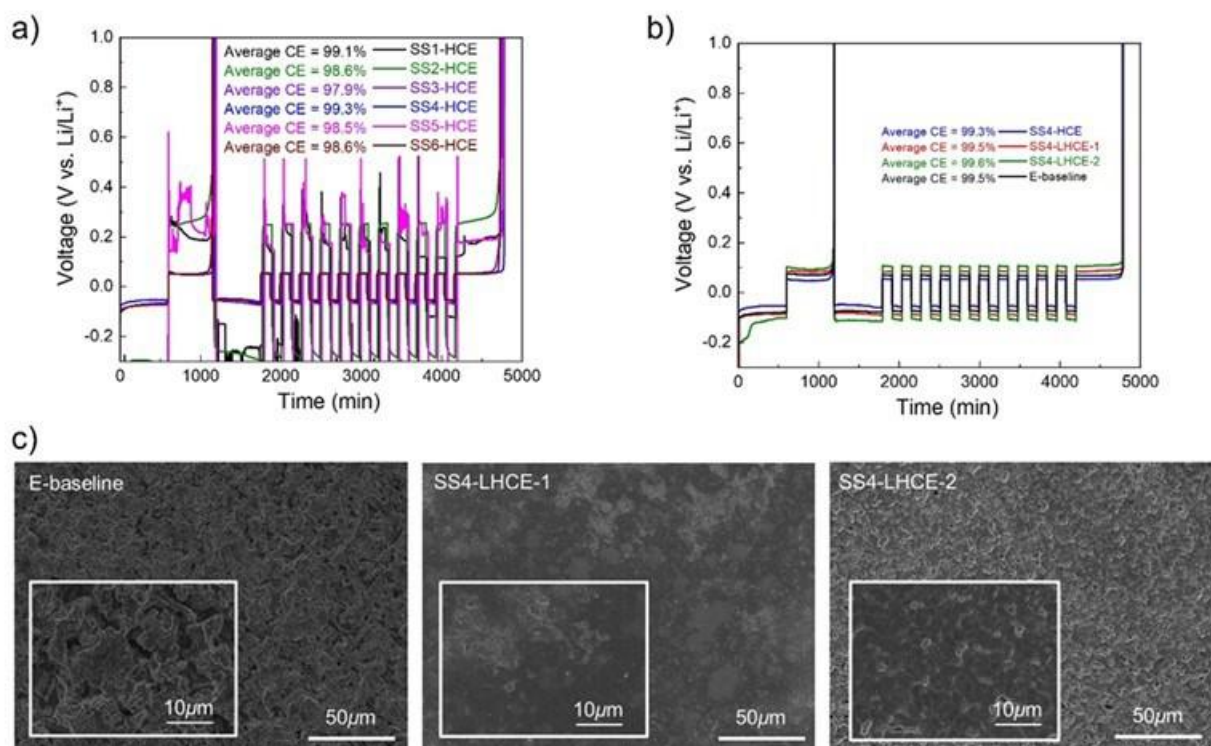 a)
Voltage (V vs. Li/Li⁺)
1.0
0.8
0.6
0.4
0.2
0.0
-0.2
Average CE = 99.1% SS1-HCE
Average CE = 98.6% SS2-HCE
Average CE = 97.9% SS3-HCE
Average CE = 99.3% SS4-HCE
Average CE = 98.5% SS5-HCE
Average CE = 98.6% SS6-HCE
0 1000 2000 3000 4000 5000
Time (min)
b)
Voltage (V vs. Li/Li⁺)
1.0
0.8
0.6
0.4
0.2
0.0
-0.2
Average CE = 99.3% SS4-HCE
Average CE = 99.5% SS4-LHCE-1
Average CE = 99.6% SS4-LHCE-2
Average CE = 99.5% E-baseline
0 1000 2000 3000 4000 5000
Time (min)
c)
E-baseline
10µm
50µm
SS4-LHCE-1
10µm
50µm
SS4-LHCE-2
10µm
50µm